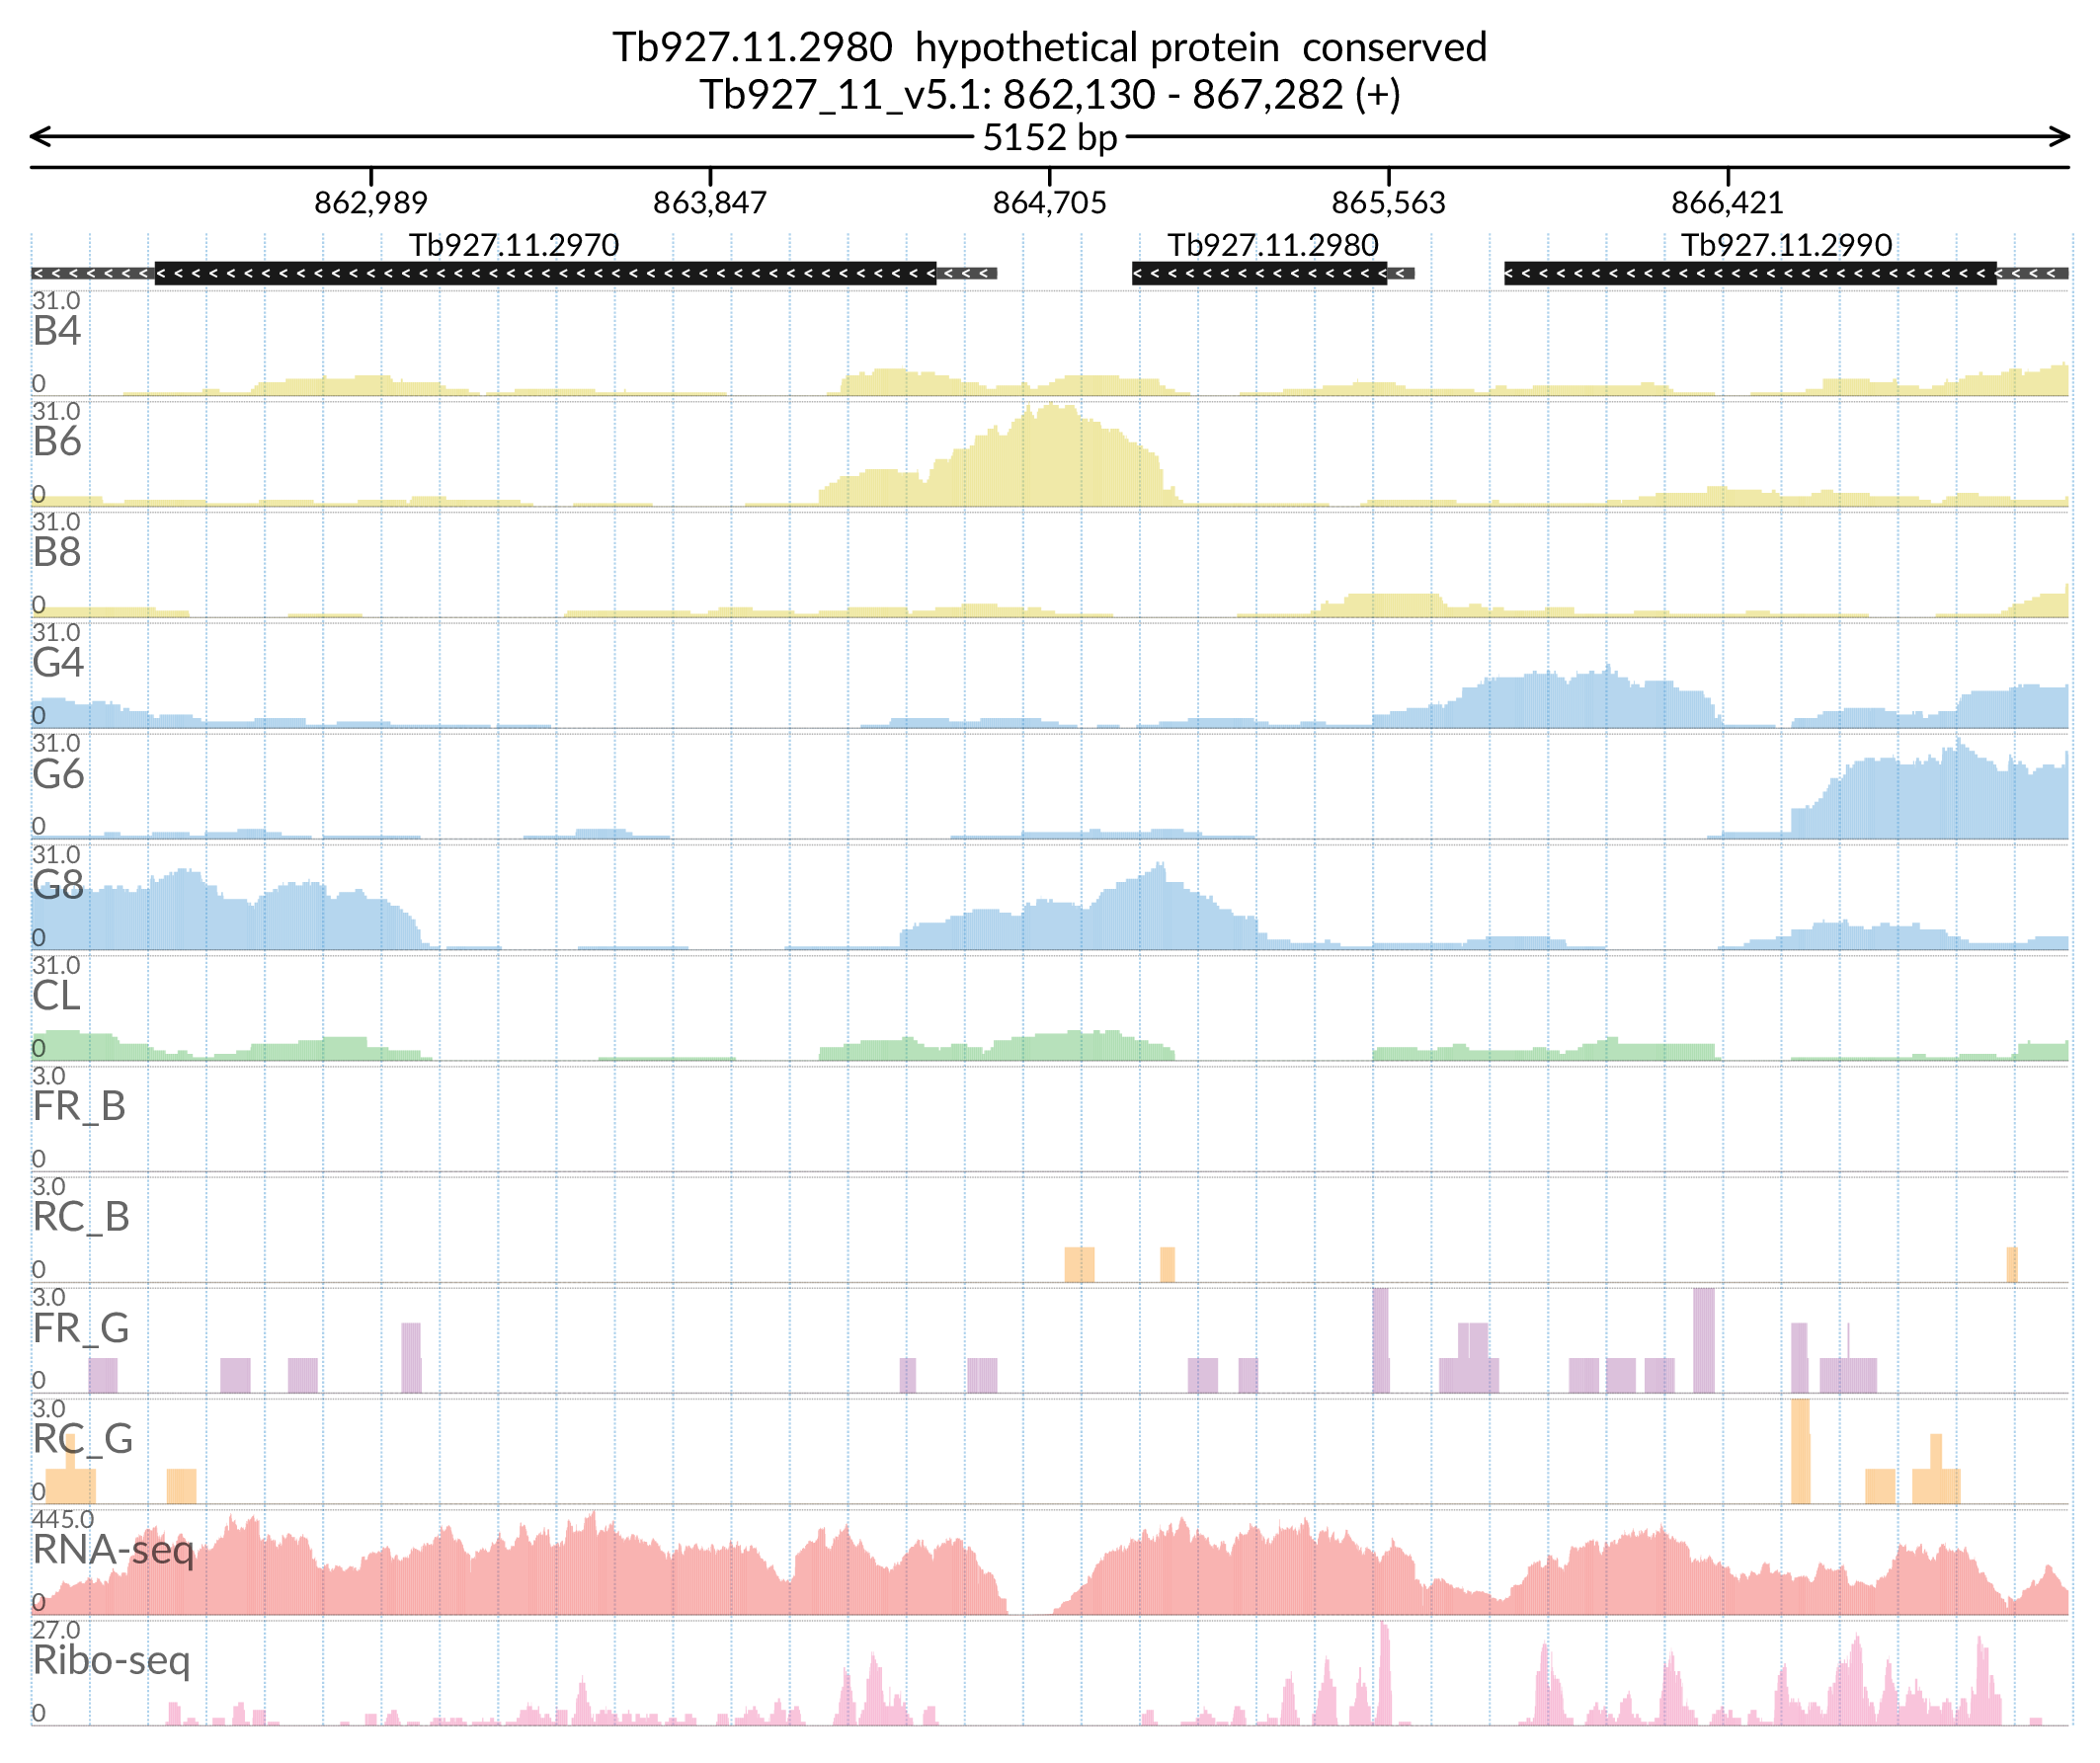 Tb927.11.2980  hypothetical protein  conserved
Tb927_11_v5.1: 862,130 - 867,282 (+)
5152 bp
862,989 863,847 864,705 865,563 866,421
Tb927.11.2970 Tb927.11.2980 Tb927.11.2990
31.0
B4
0
31.0
B6
0
31.0
B8
0
31.0
G4
0
31.0
G6
0
31.0
G8
0
31.0
CL
0
3.0
FR_B
0
3.0
RC_B
0
3.0
FR_G
0
3.0
RC_G
0
445.0
RNA-seq
0
27.0
Ribo-seq
0